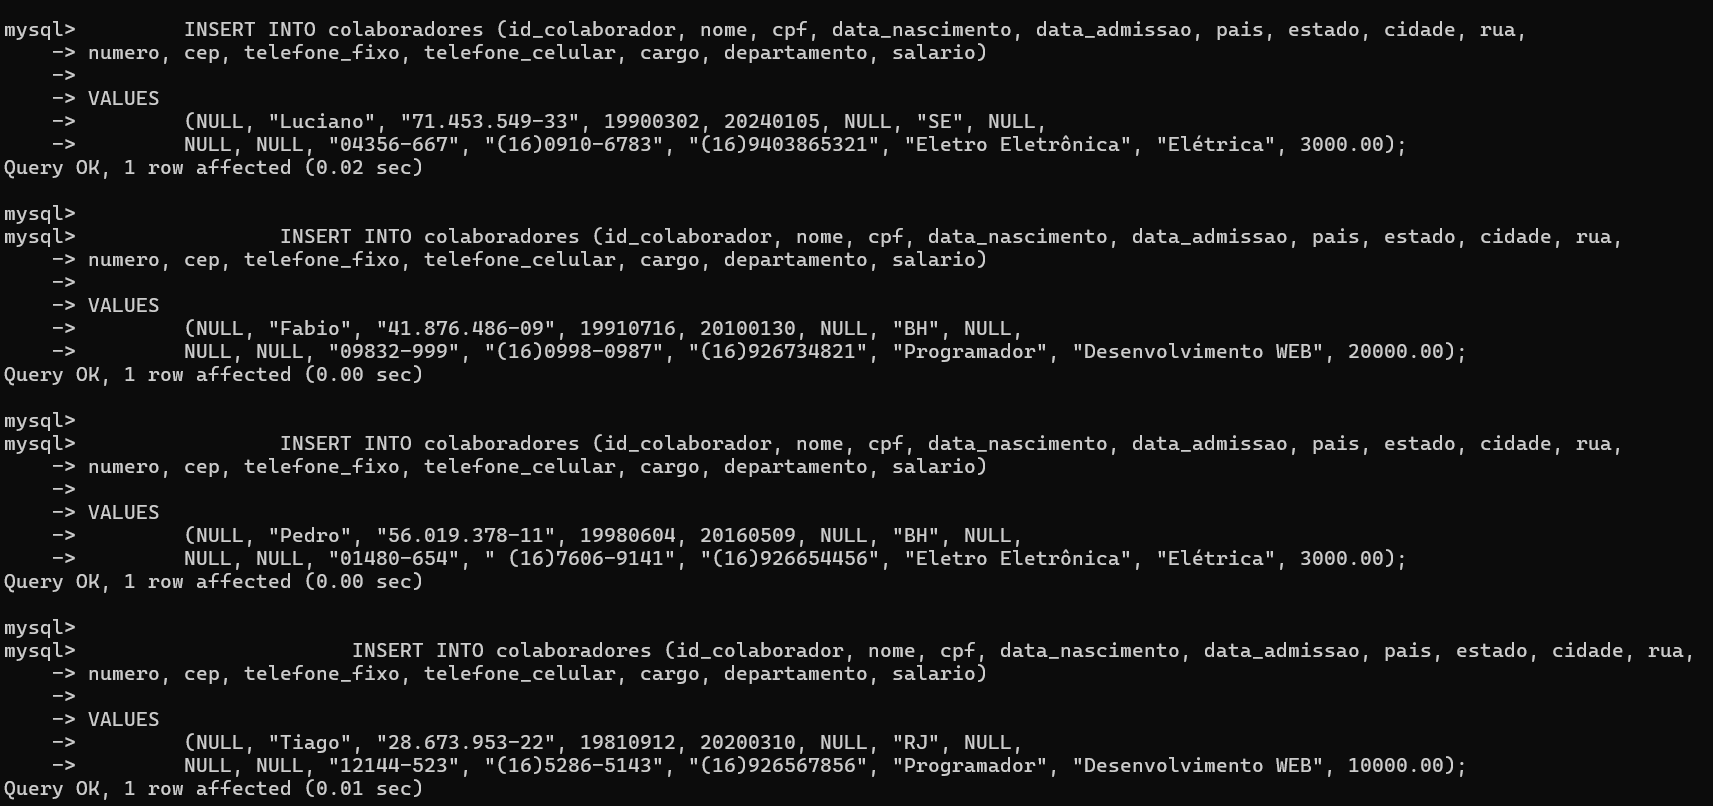 mysql>         INSERT INTO colaboradores (id_colaborador, nome, cpf, data_nascimento, data_admissao, pais, estado, cidade, rua,
    -> numero, cep, telefone_fixo, telefone_celular, cargo, departamento, salario)
    ->
    -> VALUES
    ->         (NULL, "Luciano", "71.453.549-33", 19900302, 20240105, NULL, "SE", NULL,
    ->         NULL, NULL, "04356-667", "(16)0910-6783", "(16)9403865321", "Eletro Eletrônica", "Elétrica", 3000.00);
Query OK, 1 row affected (0.02 sec)

mysql>
mysql>                 INSERT INTO colaboradores (id_colaborador, nome, cpf, data_nascimento, data_admissao, pais, estado, cidade, rua,
    -> numero, cep, telefone_fixo, telefone_celular, cargo, departamento, salario)
    ->
    -> VALUES
    ->         (NULL, "Fabio", "41.876.486-09", 19910716, 20100130, NULL, "BH", NULL,
    ->         NULL, NULL, "09832-999", "(16)0998-0987", "(16)926734821", "Programador", "Desenvolvimento WEB", 20000.00);
Query OK, 1 row affected (0.00 sec)

mysql>
mysql>                 INSERT INTO colaboradores (id_colaborador, nome, cpf, data_nascimento, data_admissao, pais, estado, cidade, rua,
    -> numero, cep, telefone_fixo, telefone_celular, cargo, departamento, salario)
    ->
    -> VALUES
    ->         (NULL, "Pedro", "56.019.378-11", 19980604, 20160509, NULL, "BH", NULL,
    ->         NULL, NULL, "01480-654", " (16)7606-9141", "(16)926654456", "Eletro Eletrônica", "Elétrica", 3000.00);
Query OK, 1 row affected (0.00 sec)

mysql>
mysql>                       INSERT INTO colaboradores (id_colaborador, nome, cpf, data_nascimento, data_admissao, pais, estado, cidade, rua,
    -> numero, cep, telefone_fixo, telefone_celular, cargo, departamento, salario)
    ->
    -> VALUES
    ->         (NULL, "Tiago", "28.673.953-22", 19810912, 20200310, NULL, "RJ", NULL,
    ->         NULL, NULL, "12144-523", "(16)5286-5143", "(16)926567856", "Programador", "Desenvolvimento WEB", 10000.00);
Query OK, 1 row affected (0.01 sec)